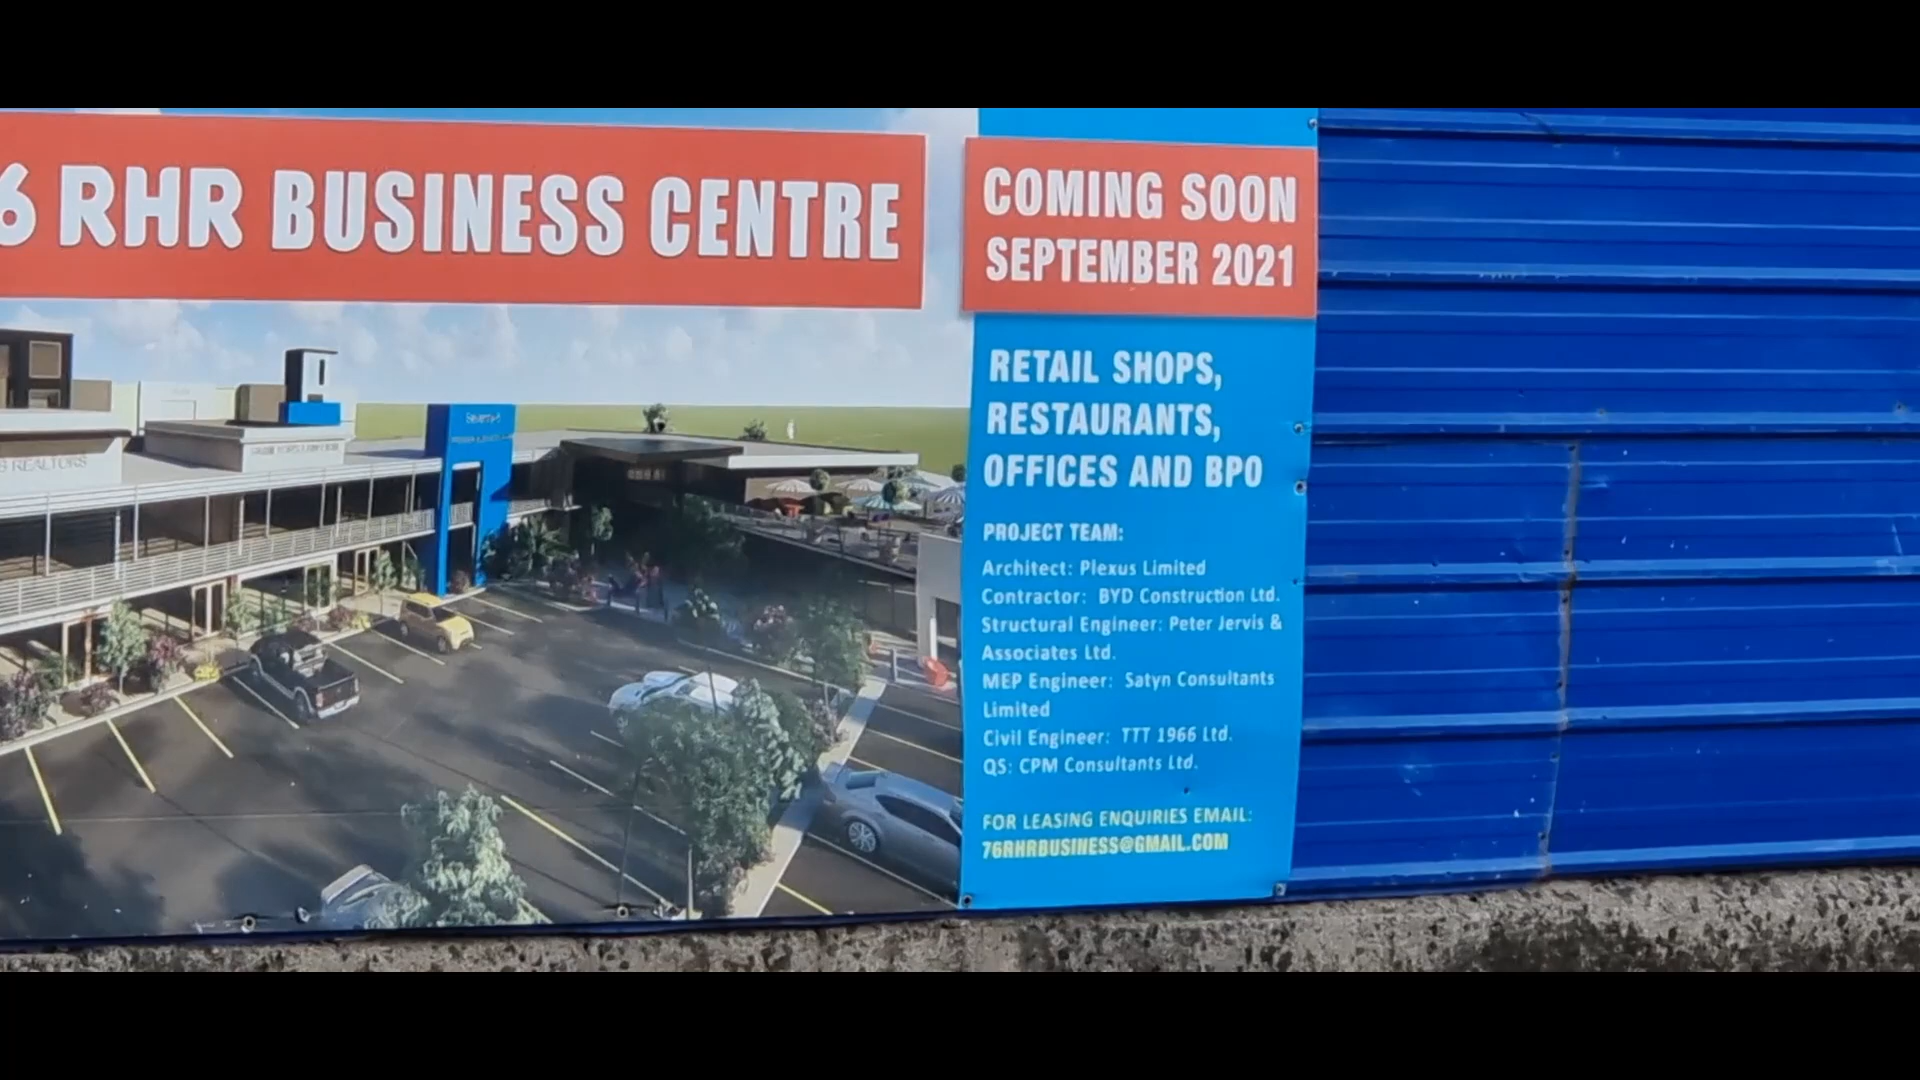 6 RHR BUSINESS CENTRE
COMING SOON
SEPTEMBER 2021
RETAIL SHOPS,
RESTAURANTS,
OFFICES AND BPO
PROJECT TEAM:
Architect: Plexus Limited
Contractor: BYD Construction Ltd.
Structural Engineer: Peter Jervis &
Associates Ltd.
MEP Engineer: Satyn Consultants
Limited
Civil Engineer: TTT 1966 Ltd.
QS: CPM Consultants Ltd.
FOR LEASING ENQUIRIES EMAIL:
76RHRBUSINESS@GMAIL.COM
S REALTORS